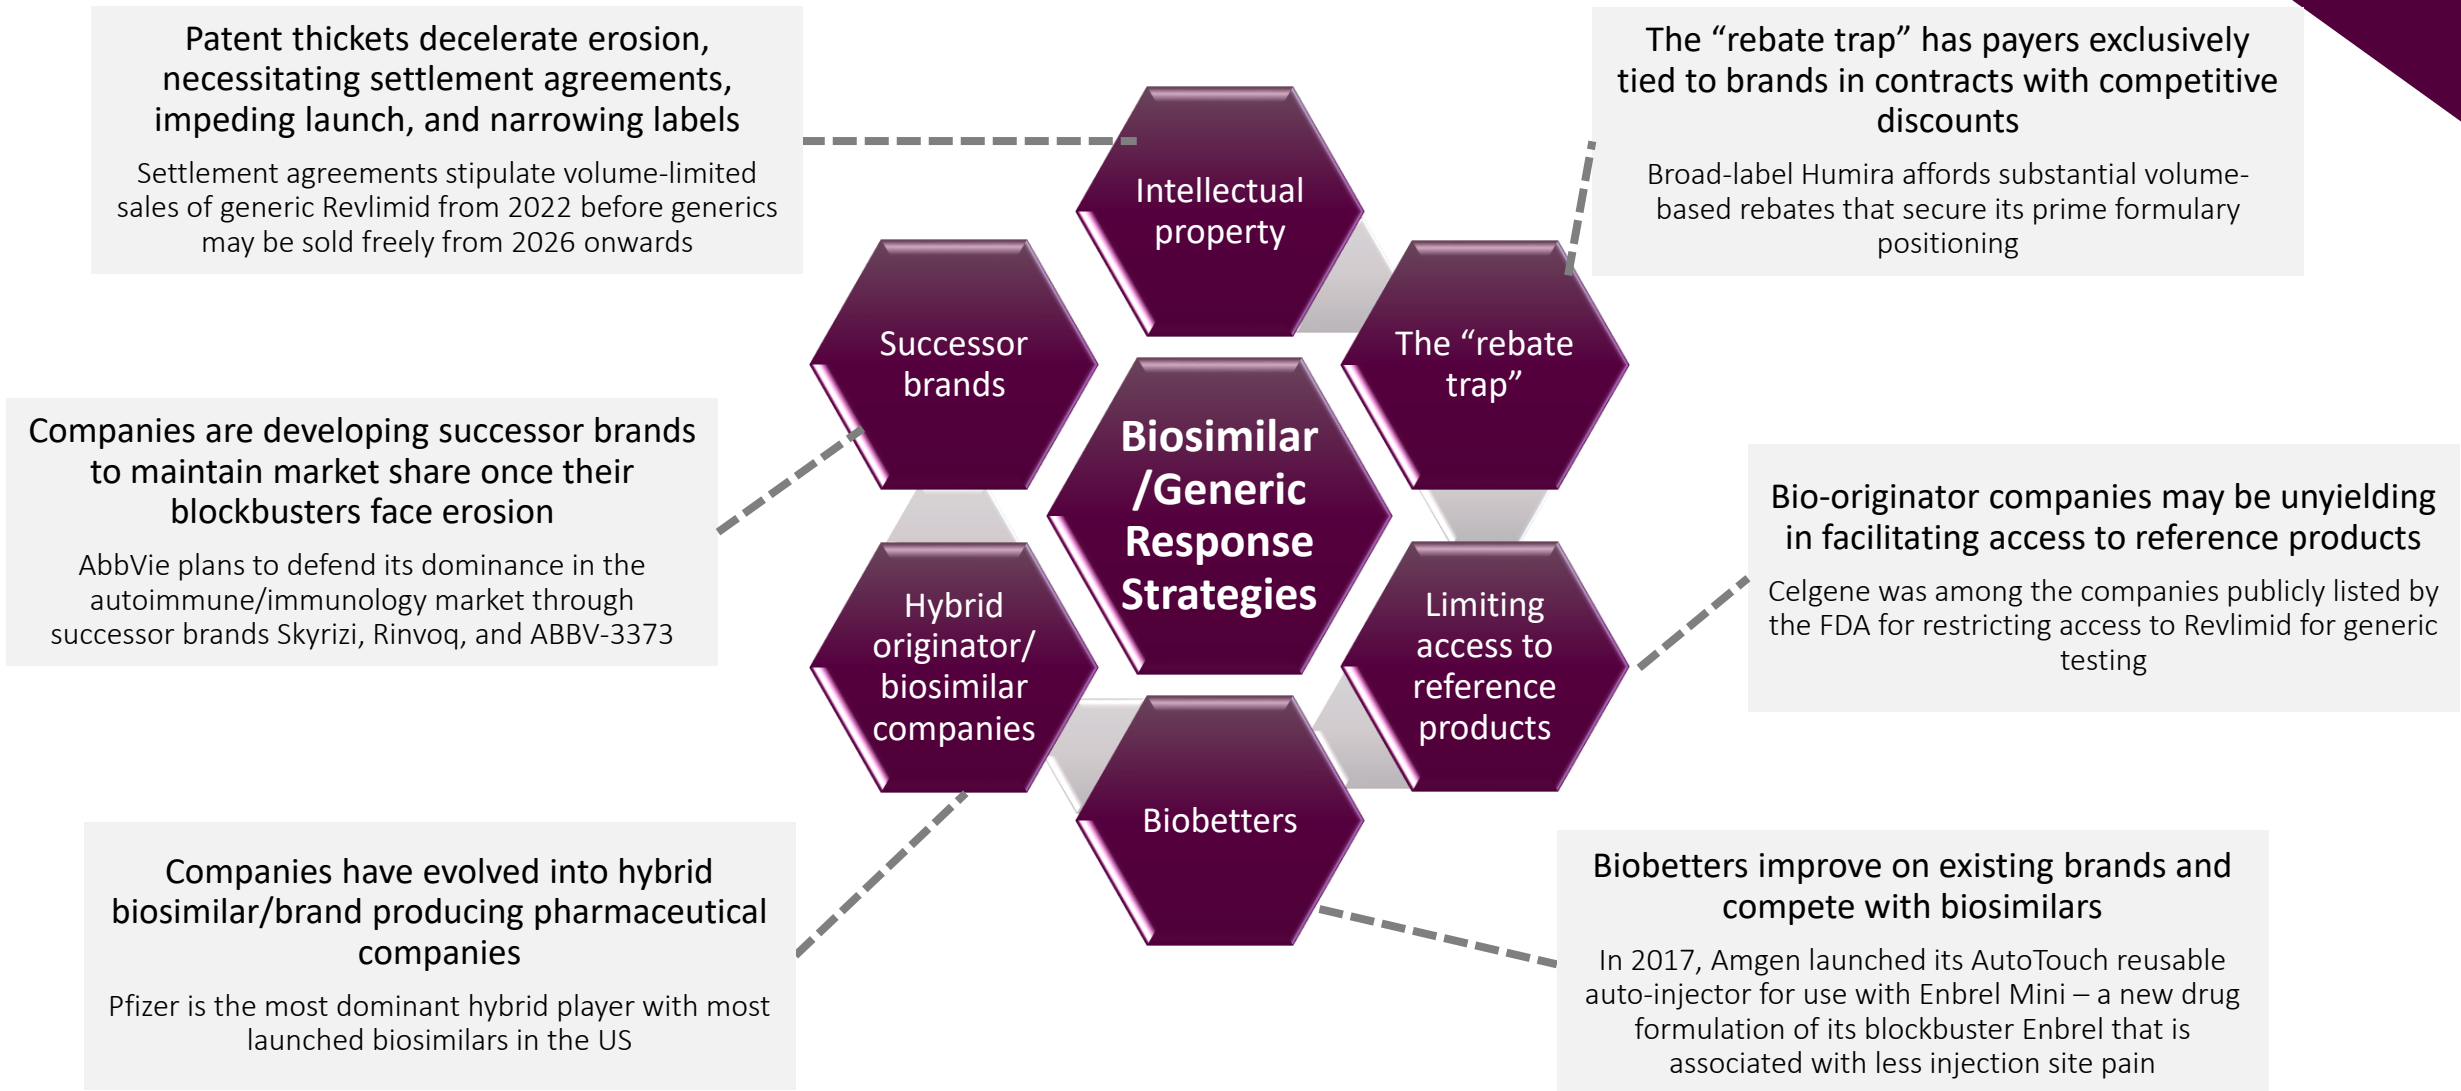 Patent thickets decelerate erosion,
necessitating settlement agreements,
impeding launch, and narrowing labels
Settlement agreements stipulate volume-limited
sales of generic Revlimid from 2022 before generics
may be sold freely from 2026 onwards
The “rebate trap” has payers exclusively
tied to brands in contracts with competitive
discounts
Broad-label Humira affords substantial volume-
based rebates that secure its prime formulary
positioning
Intellectual
property
Successor
brands
The “rebate
trap”
Biosimilar
/Generic
Response
Strategies
Companies are developing successor brands
to maintain market share once their
blockbusters face erosion
AbbVie plans to defend its dominance in the
autoimmune/immunology market through
successor brands Skyrizi, Rinvoq, and ABBV-3373
Bio-originator companies may be unyielding
in facilitating access to reference products
Celgene was among the companies publicly listed by
the FDA for restricting access to Revlimid for generic
testing
Hybrid
originator/
biosimilar
companies
Limiting
access to
reference
products
Biobetters
Companies have evolved into hybrid
biosimilar/brand producing pharmaceutical
companies
Pfizer is the most dominant hybrid player with most
launched biosimilars in the US
Biobetters improve on existing brands and
compete with biosimilars
In 2017, Amgen launched its AutoTouch reusable
auto-injector for use with Enbrel Mini – a new drug
formulation of its blockbuster Enbrel that is
associated with less injection site pain